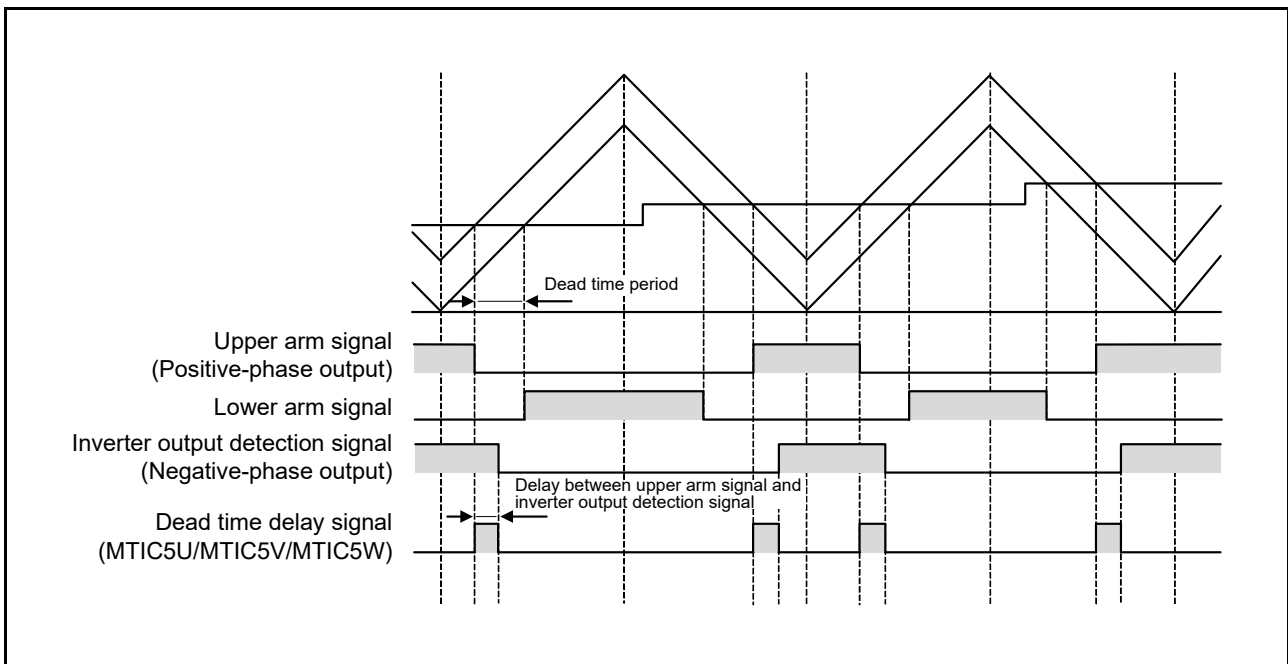 Dead time period
Upper arm signal
(Positive-phase output)
Lower arm signal
Inverter output detection signal
(Negative-phase output)
Delay between upper arm signal and
inverter output detection signal
Dead time delay signal
(MTIC5U/MTIC5V/MTIC5W)